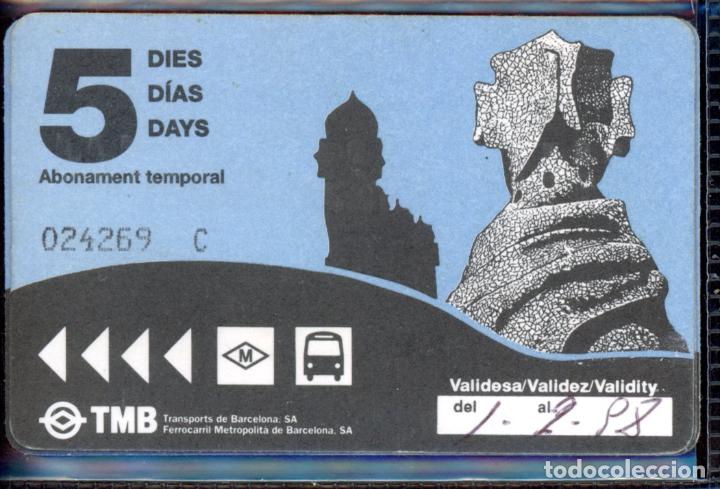 5 DIES
DÍAS
DAYS
Abonament temporal
024269 C
M
Validesa/Validez/Validity
del al
1-2-98
TMB
Transports de Barcelona, SA
Ferrocarril Metropolità de Barcelona, SA
todocoleccion